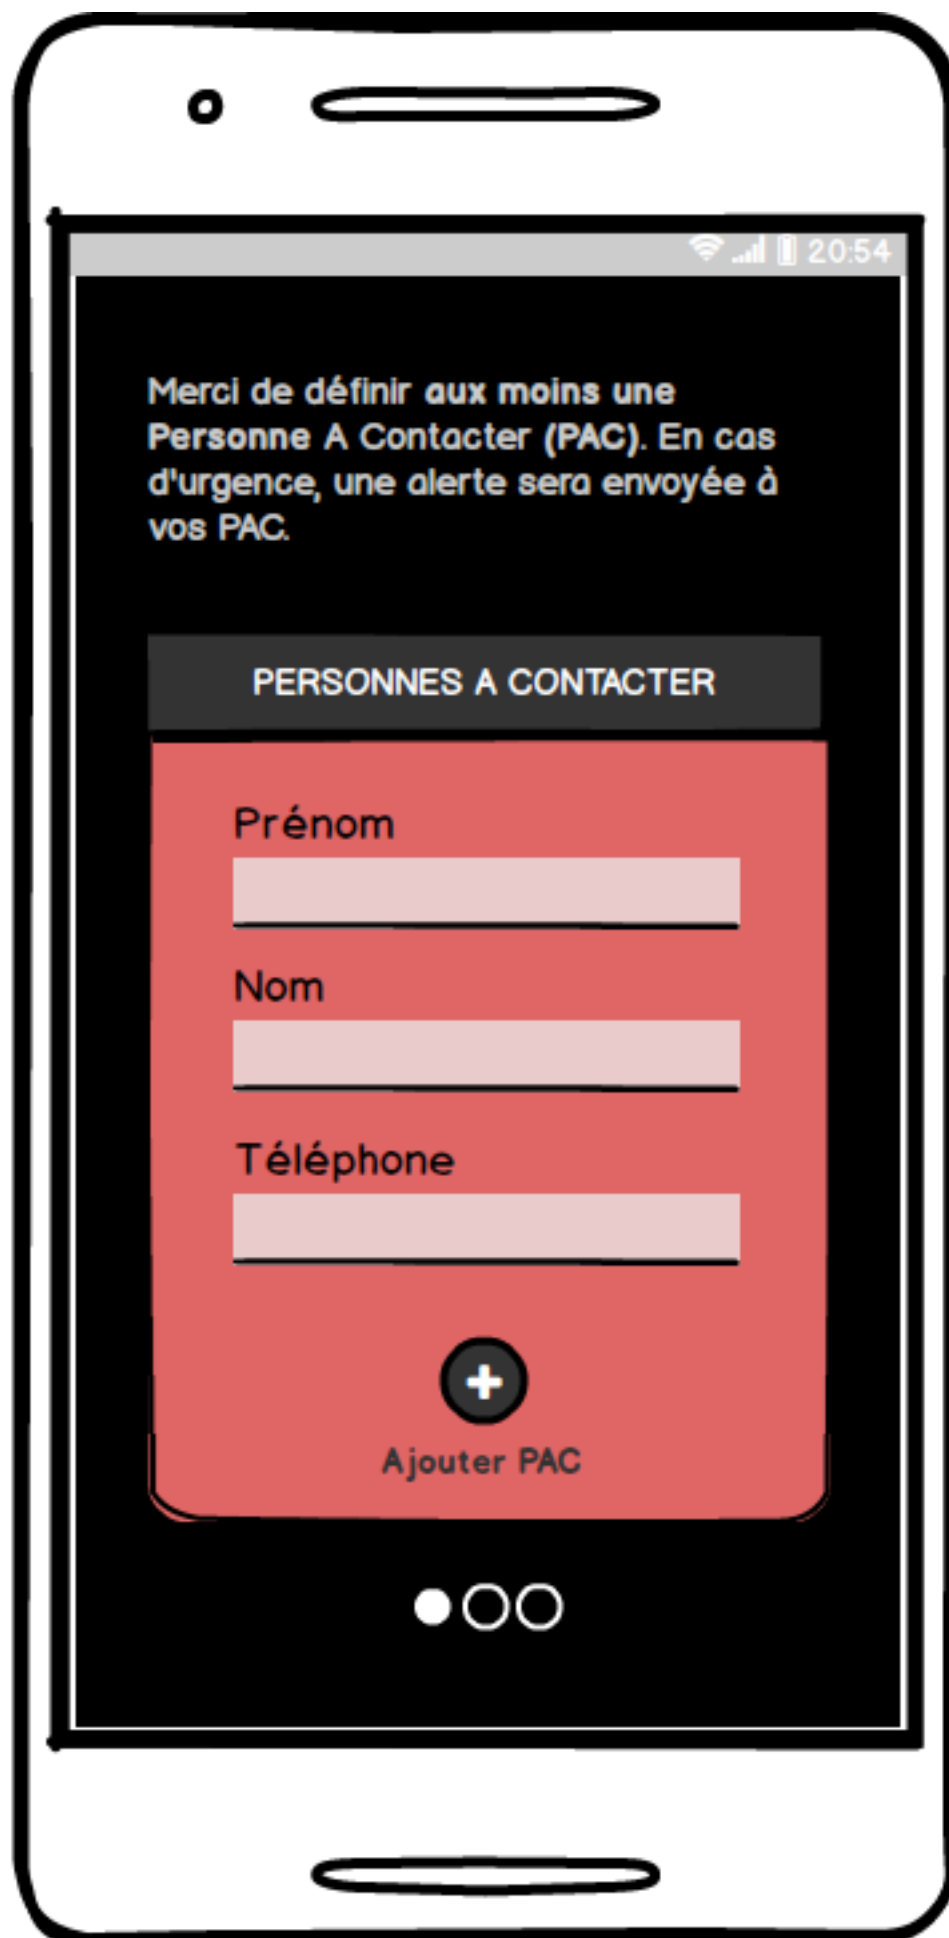 20:54
Merci de définir aux moins une
Personne A Contacter (PAC). En cas
d'urgence, une alerte sera envoyée à
vos PAC.
PERSONNES A CONTACTER
Prénom
Nom
Téléphone
Ajouter PAC